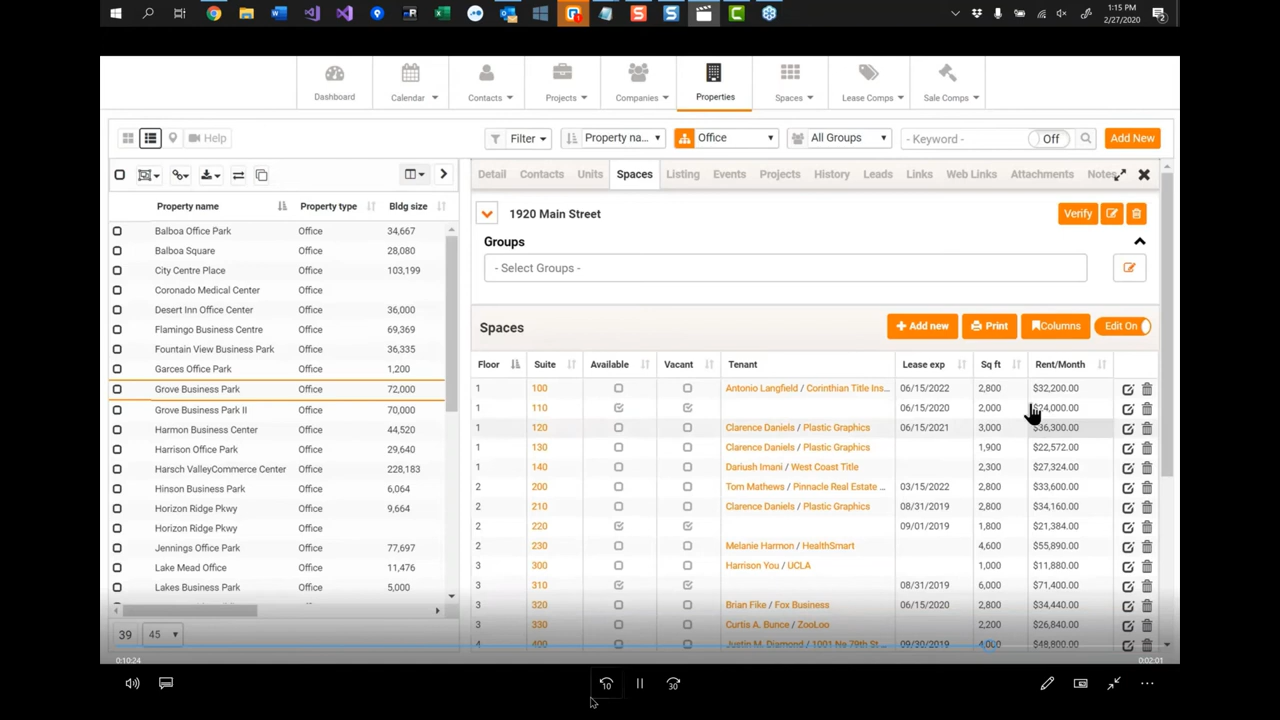 1:15 PM
2/27/2020
Dashboard
Calendar
Contacts
Projects
Companies
Properties
Spaces
Lease Comps
Sale Comps
Help
Filter
Property na...
Office
All Groups
- Keyword -
Off
Add New
Detail Contacts Units Spaces Listing Events Projects History Leads Links Web Links Attachments Notes
Property name Property type Bldg size
Balboa Office Park Office 34,667
Balboa Square Office 28,080
City Centre Place Office 103,199
Coronado Medical Center Office
Desert Inn Office Center Office 36,000
Flamingo Business Centre Office 69,369
Fountain View Business Park Office 36,335
Garces Office Park Office 1,200
Grove Business Park Office 72,000
Grove Business Park II Office 70,000
Harmon Business Center Office 44,520
Harrison Office Park Office 29,640
Harsch ValleyCommerce Center Office 228,183
Hinson Business Park Office 6,064
Horizon Ridge Pkwy Office 9,664
Horizon Ridge Pkwy Office
Jennings Office Park Office 77,697
Lake Mead Office Office 11,476
Lakes Business Park Office 5,000
39 45
1920 Main Street
Verify
Groups
- Select Groups -
Spaces
Add new
Print
Columns
Edit On
Floor Suite Available Vacant Tenant Lease exp Sq ft Rent/Month
1 100 Antonio Langfield / Corinthian Title Ins... 06/15/2022 2,800 $32,200.00
1 110 06/15/2020 2,000 $24,000.00
1 120 Clarence Daniels / Plastic Graphics 06/15/2021 3,000 $36,300.00
1 130 Clarence Daniels / Plastic Graphics 1,900 $22,572.00
1 140 Dariush Imani / West Coast Title 2,300 $27,324.00
2 200 Tom Mathews / Pinnacle Real Estate ... 03/15/2022 2,800 $33,600.00
2 210 Clarence Daniels / Plastic Graphics 08/31/2019 2,800 $34,160.00
2 220 09/01/2019 1,800 $21,384.00
2 230 Melanie Harmon / HealthSmart 4,600 $55,890.00
3 300 Harrison You / UCLA 1,000 $11,880.00
3 310 08/31/2019 6,000 $71,400.00
3 320 Brian Fike / Fox Business 06/15/2020 2,800 $34,440.00
3 330 Curtis A. Bunce / ZooLoo 2,200 $26,840.00
4 400 Justin M. Diamond / 1001 Ne 79th St ... 09/30/2019 4,000 $48,800.00
0:10:24
0:02:01
10
30